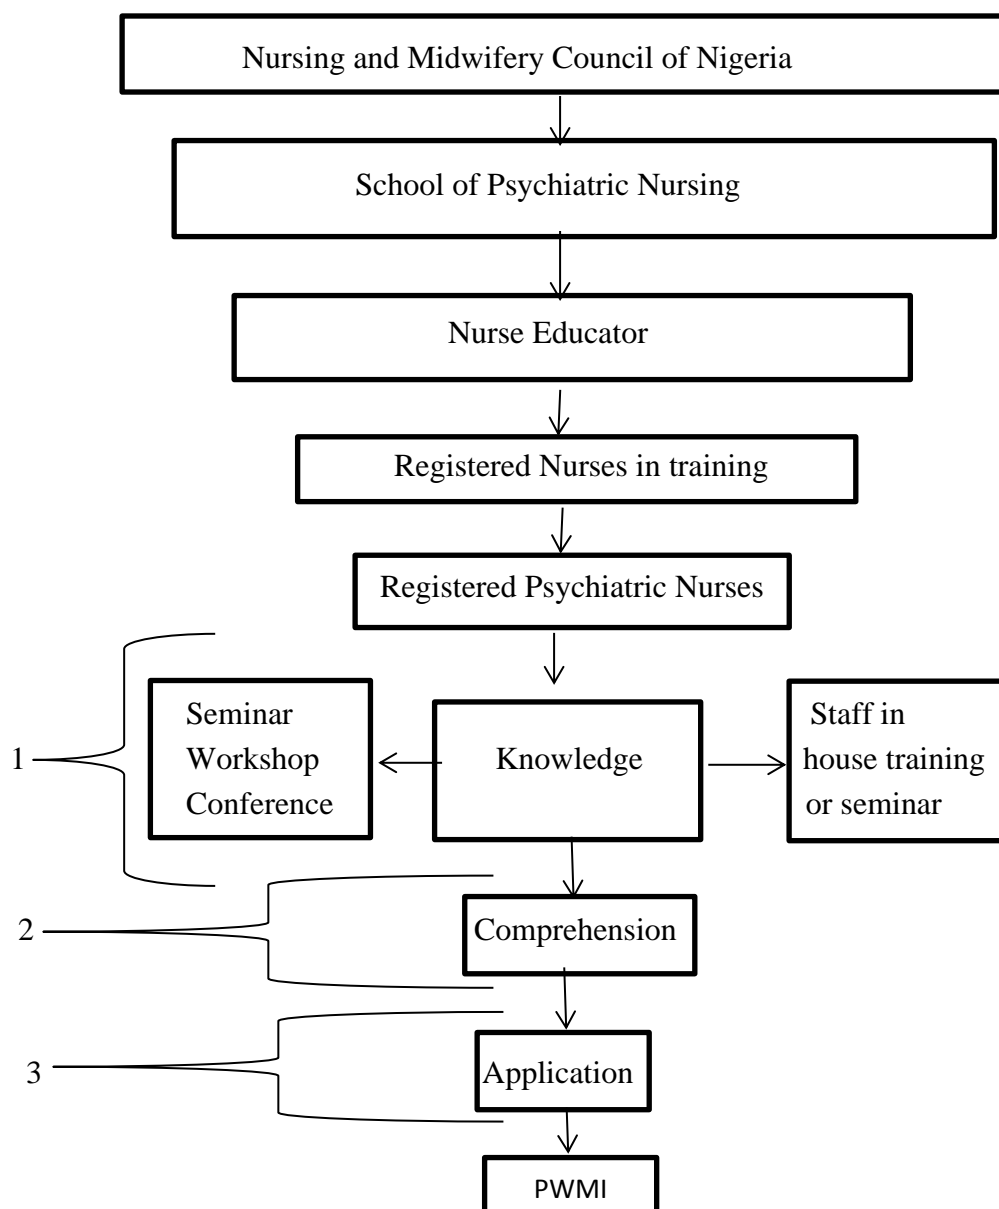 Nursing and Midwifery Council of Nigeria
School of Psychiatric Nursing
Nurse Educator
Registered Nurses in training
Registered Psychiatric Nurses
1
Seminar
Workshop
Conference
Knowledge
Staff in
house training
or seminar
2
Comprehension
3
Application
PWMI